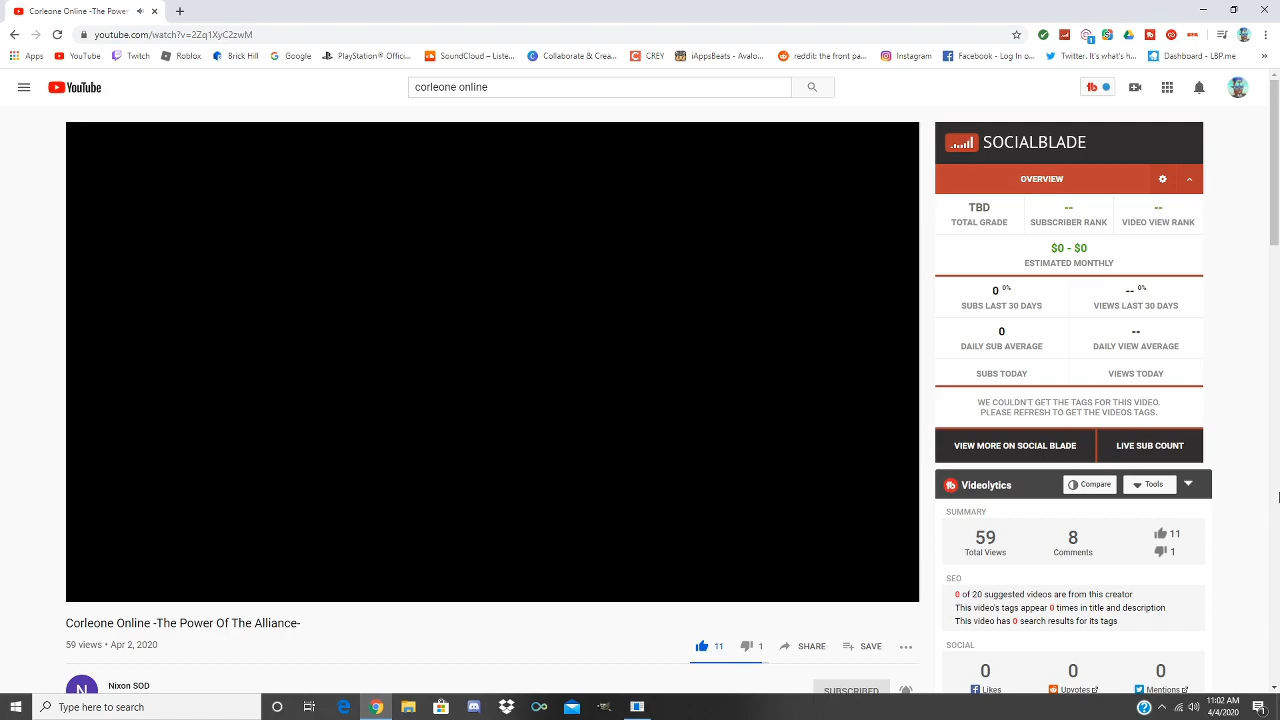 Corleone Online -The Power Of
youtube.com/watch?v=2Zq1XyC2zwM
Apps
YouTube
Twitch
Roblox
BrickHill
Google
PlayStation® Office...
SoundCloud – Liste...
Collaborate & Crea...
CREY
iAppsBeats - Avalo...
reddit: the front pa...
Instagram
Facebook - Log In o...
Twitter
Dashboard - LBP.me
YouTube
corleone online
SOCIALBLADE
OVERVIEW
TBD
TOTAL GRADE
--
SUBSCRIBER RANK
--
VIDEO VIEW RANK
$0 - $0
ESTIMATED MONTHLY
0 0%
SUBS LAST 30 DAYS
-- 0%
VIEWS LAST 30 DAYS
0
DAILY SUB AVERAGE
--
DAILY VIEW AVERAGE
SUBS TODAY
VIEWS TODAY
WE COULDN'T GET THE TAGS FOR THIS VIDEO.
PLEASE REFRESH TO GET THE VIDEOS TAGS.
VIEW MORE ON SOCIAL BLADE
LIVE SUB COUNT
Videolytics
Compare
Tools
SUMMARY
59
Total Views
8
Comments
11
1
SEO
0 of 20 suggested videos are from this creator
This video's tags appear 0 times in title and description
This video has 0 search results for its tags
SOCIAL
0
Likes
0
Upvotes
0
Mentions
Corleone Online -The Power Of The Alliance-
59 views • Apr 2, 2020
11
1
SHARE
SAVE
N
Nixon SOD
SUBSCRIBED
Type here to search
11:02 AM
4/4/2020